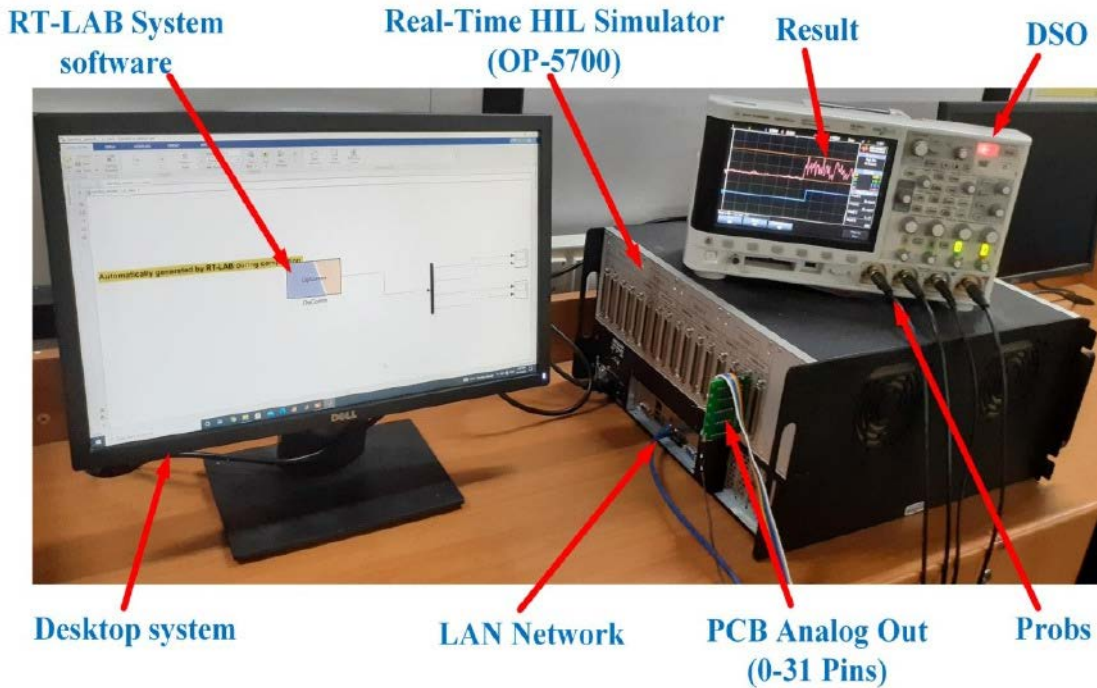 RT-LAB System
software
Real-Time HIL Simulator
(OP-5700)
Result
DSO
Automatically generated by RT-LAB during
DELL
Desktop system
LAN Network
PCB Analog Out
(0-31 Pins)
Probs